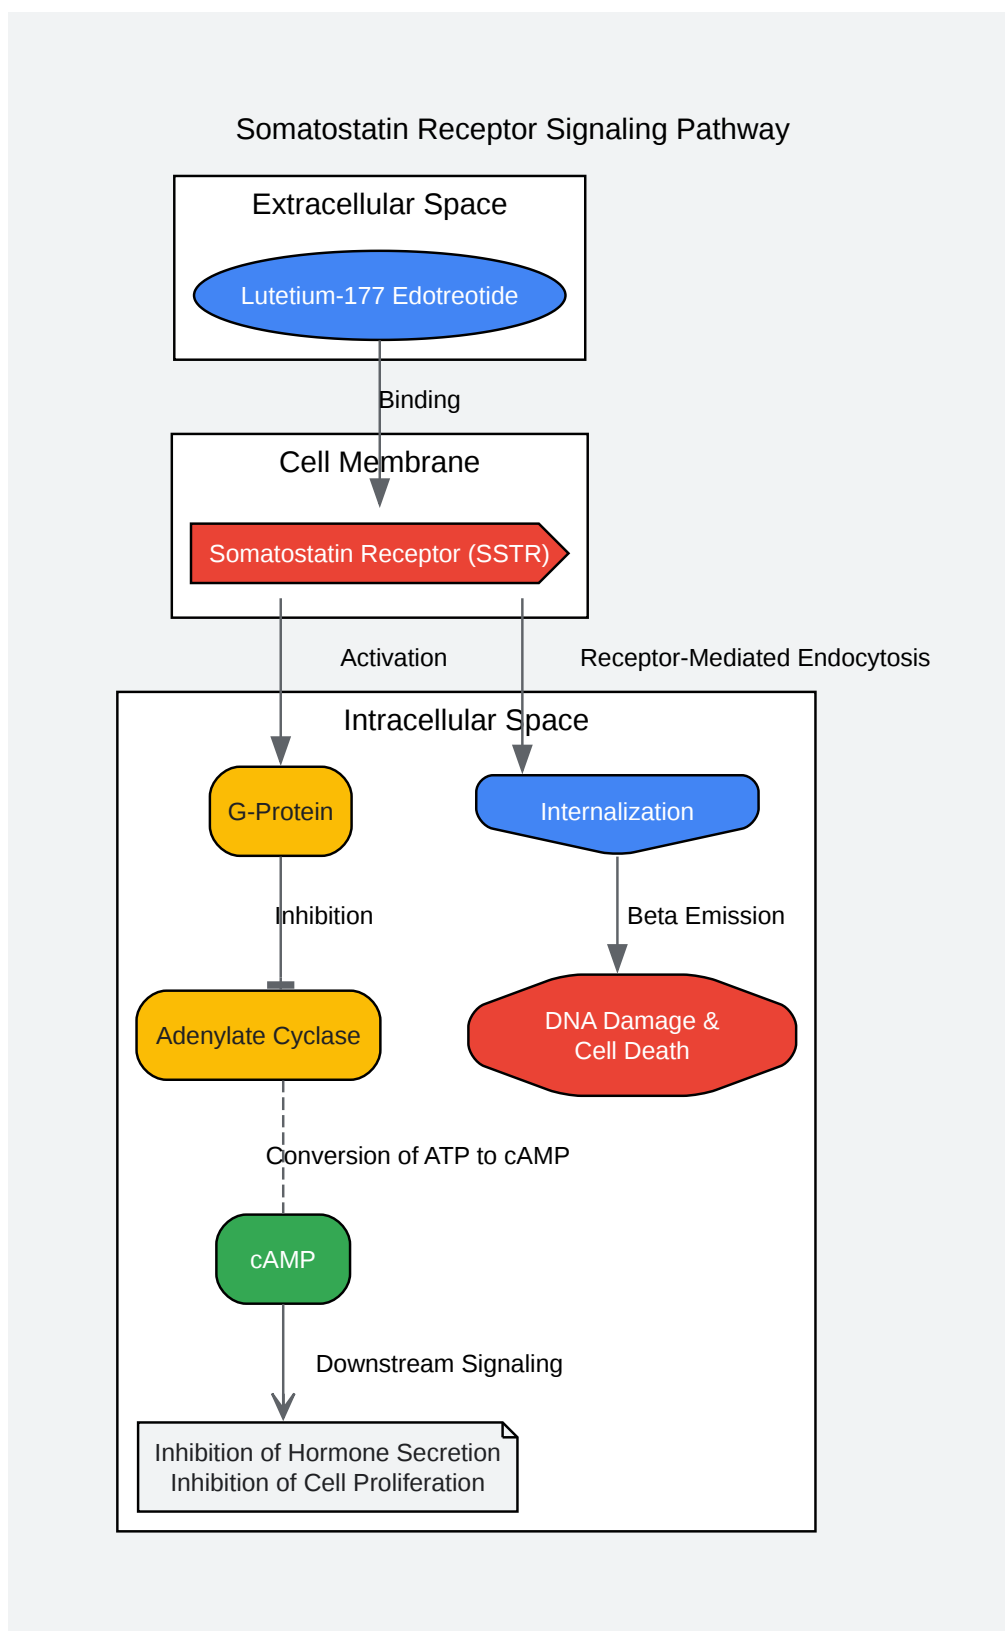 Somatostatin Receptor Signaling Pathway
Extracellular Space
Lutetium-177 Edotreotide
Binding
Cell Membrane
Somatostatin Receptor (SSTR)
Activation
Receptor-Mediated Endocytosis
Intracellular Space
G-Protein
Internalization
Inhibition
Beta Emission
Adenylate Cyclase
DNA Damage &
Cell Death
Conversion of ATP to cAMP
cAMP
Downstream Signaling
Inhibition of Hormone Secretion
Inhibition of Cell Proliferation